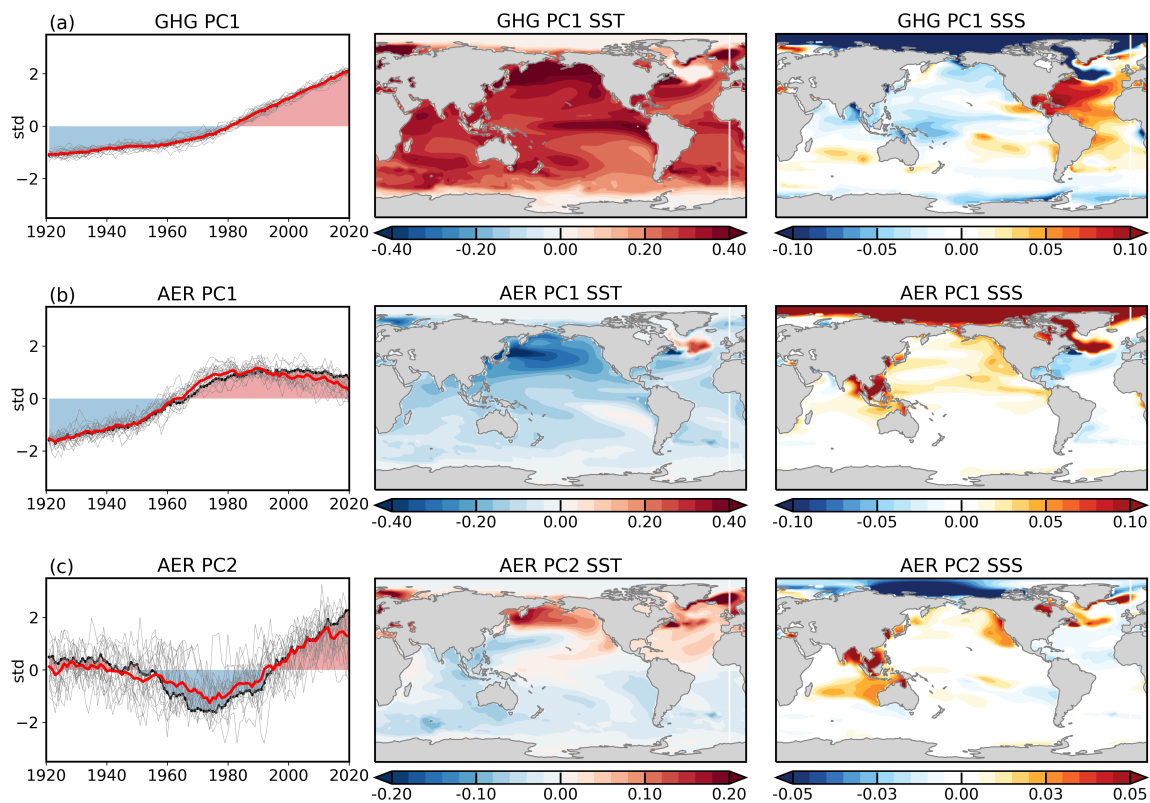 (a) GHG PC1 GHG PC1 SST GHG PC1 SSS
std
2
0
−2
1920 1940 1960 1980 2000 2020
-0.40 -0.20 0.00 0.20 0.40
-0.10 -0.05 0.00 0.05 0.10
(b) AER PC1 AER PC1 SST AER PC1 SSS
std
2
0
−2
1920 1940 1960 1980 2000 2020
-0.40 -0.20 0.00 0.20 0.40
-0.10 -0.05 0.00 0.05 0.10
(c) AER PC2 AER PC2 SST AER PC2 SSS
std
2
0
−2
1920 1940 1960 1980 2000 2020
-0.20 -0.10 0.00 0.10 0.20
-0.05 -0.03 0.00 0.03 0.05